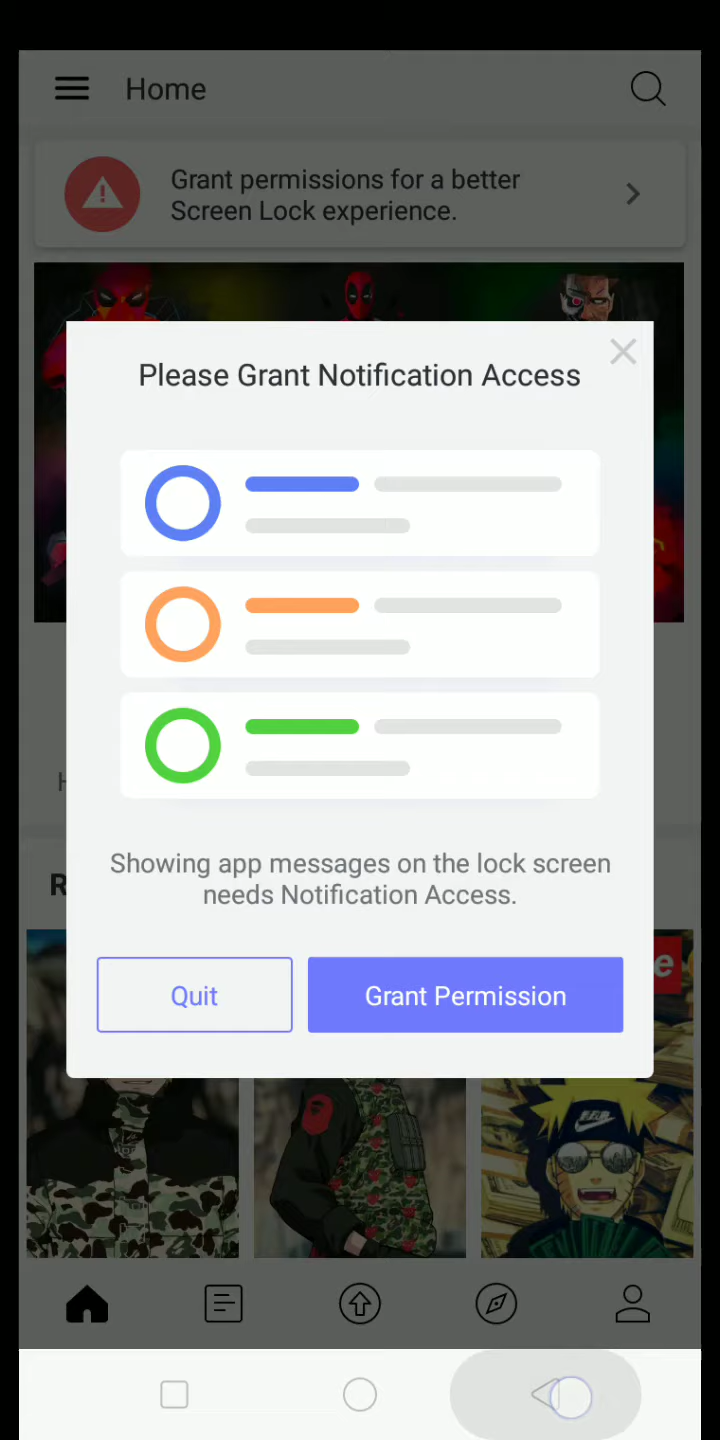 Home
Grant permissions for a better
Screen Lock experience.
Please Grant Notification Access
Showing app messages on the lock screen
needs Notification Access.
Quit
Grant Permission
H
R
e